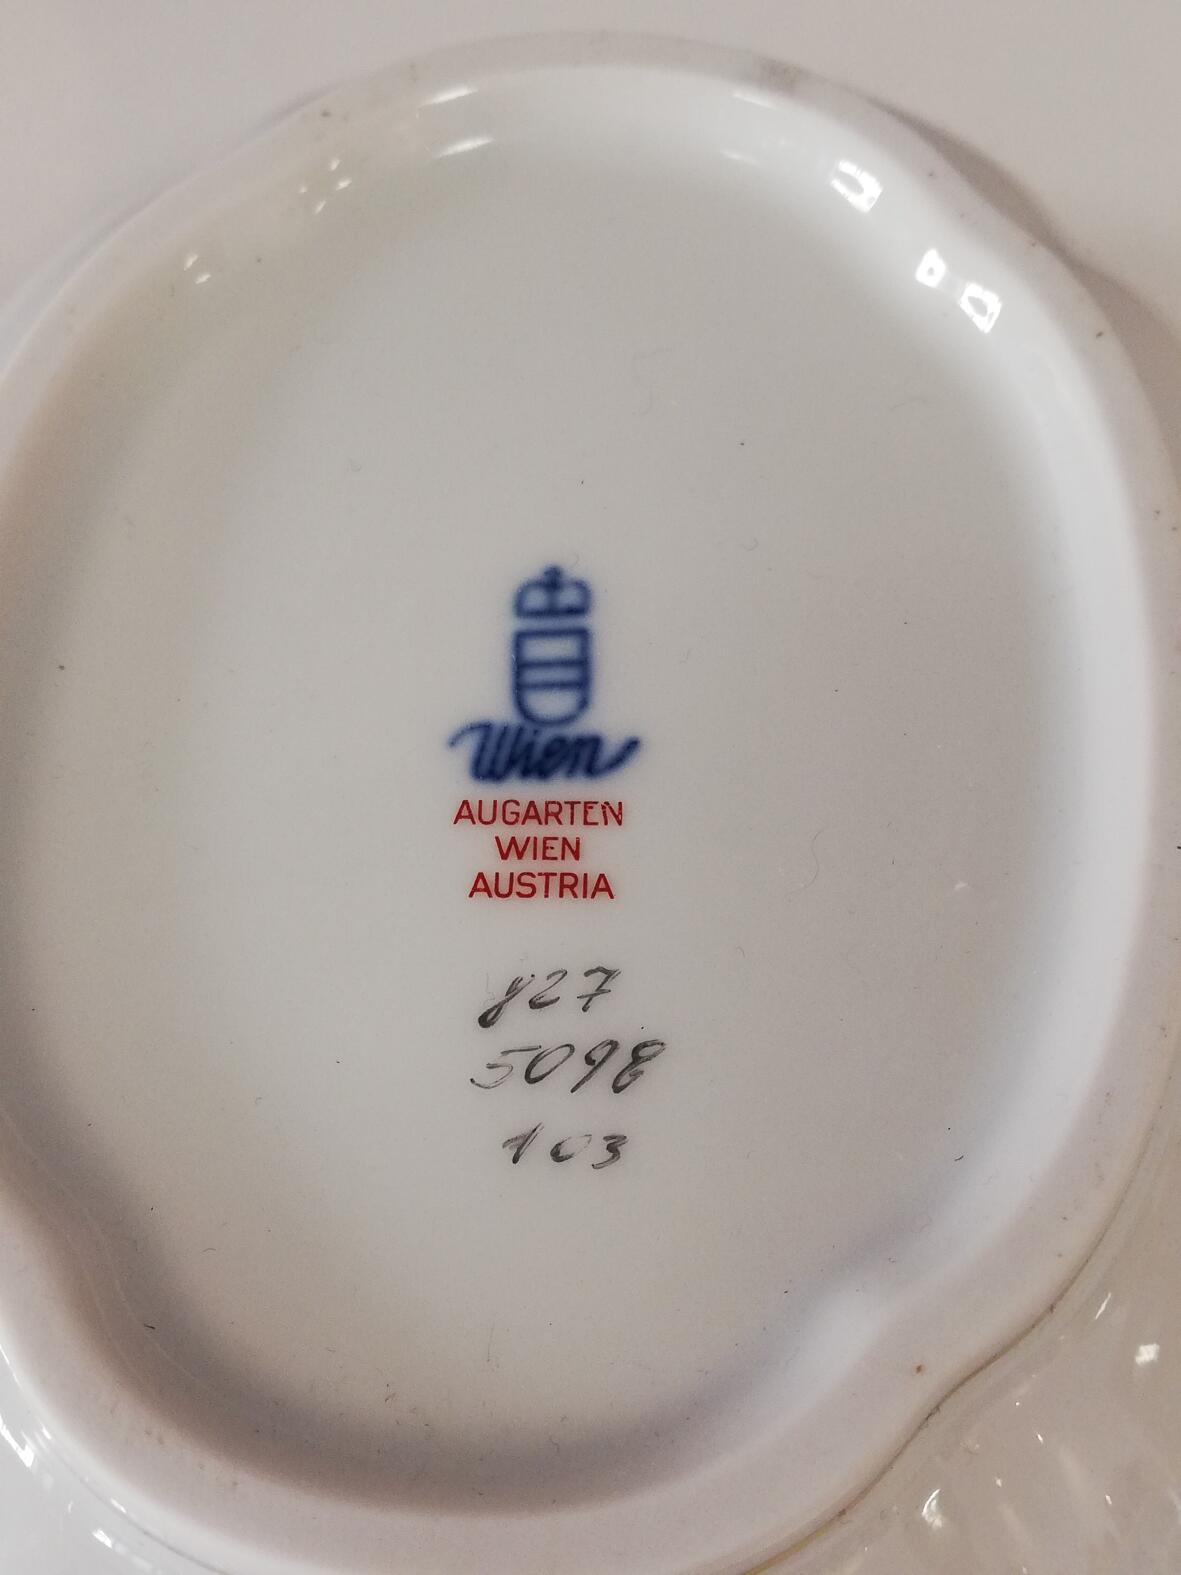 Wien
AUGARTEN
WIEN
AUSTRIA
827
5098
103